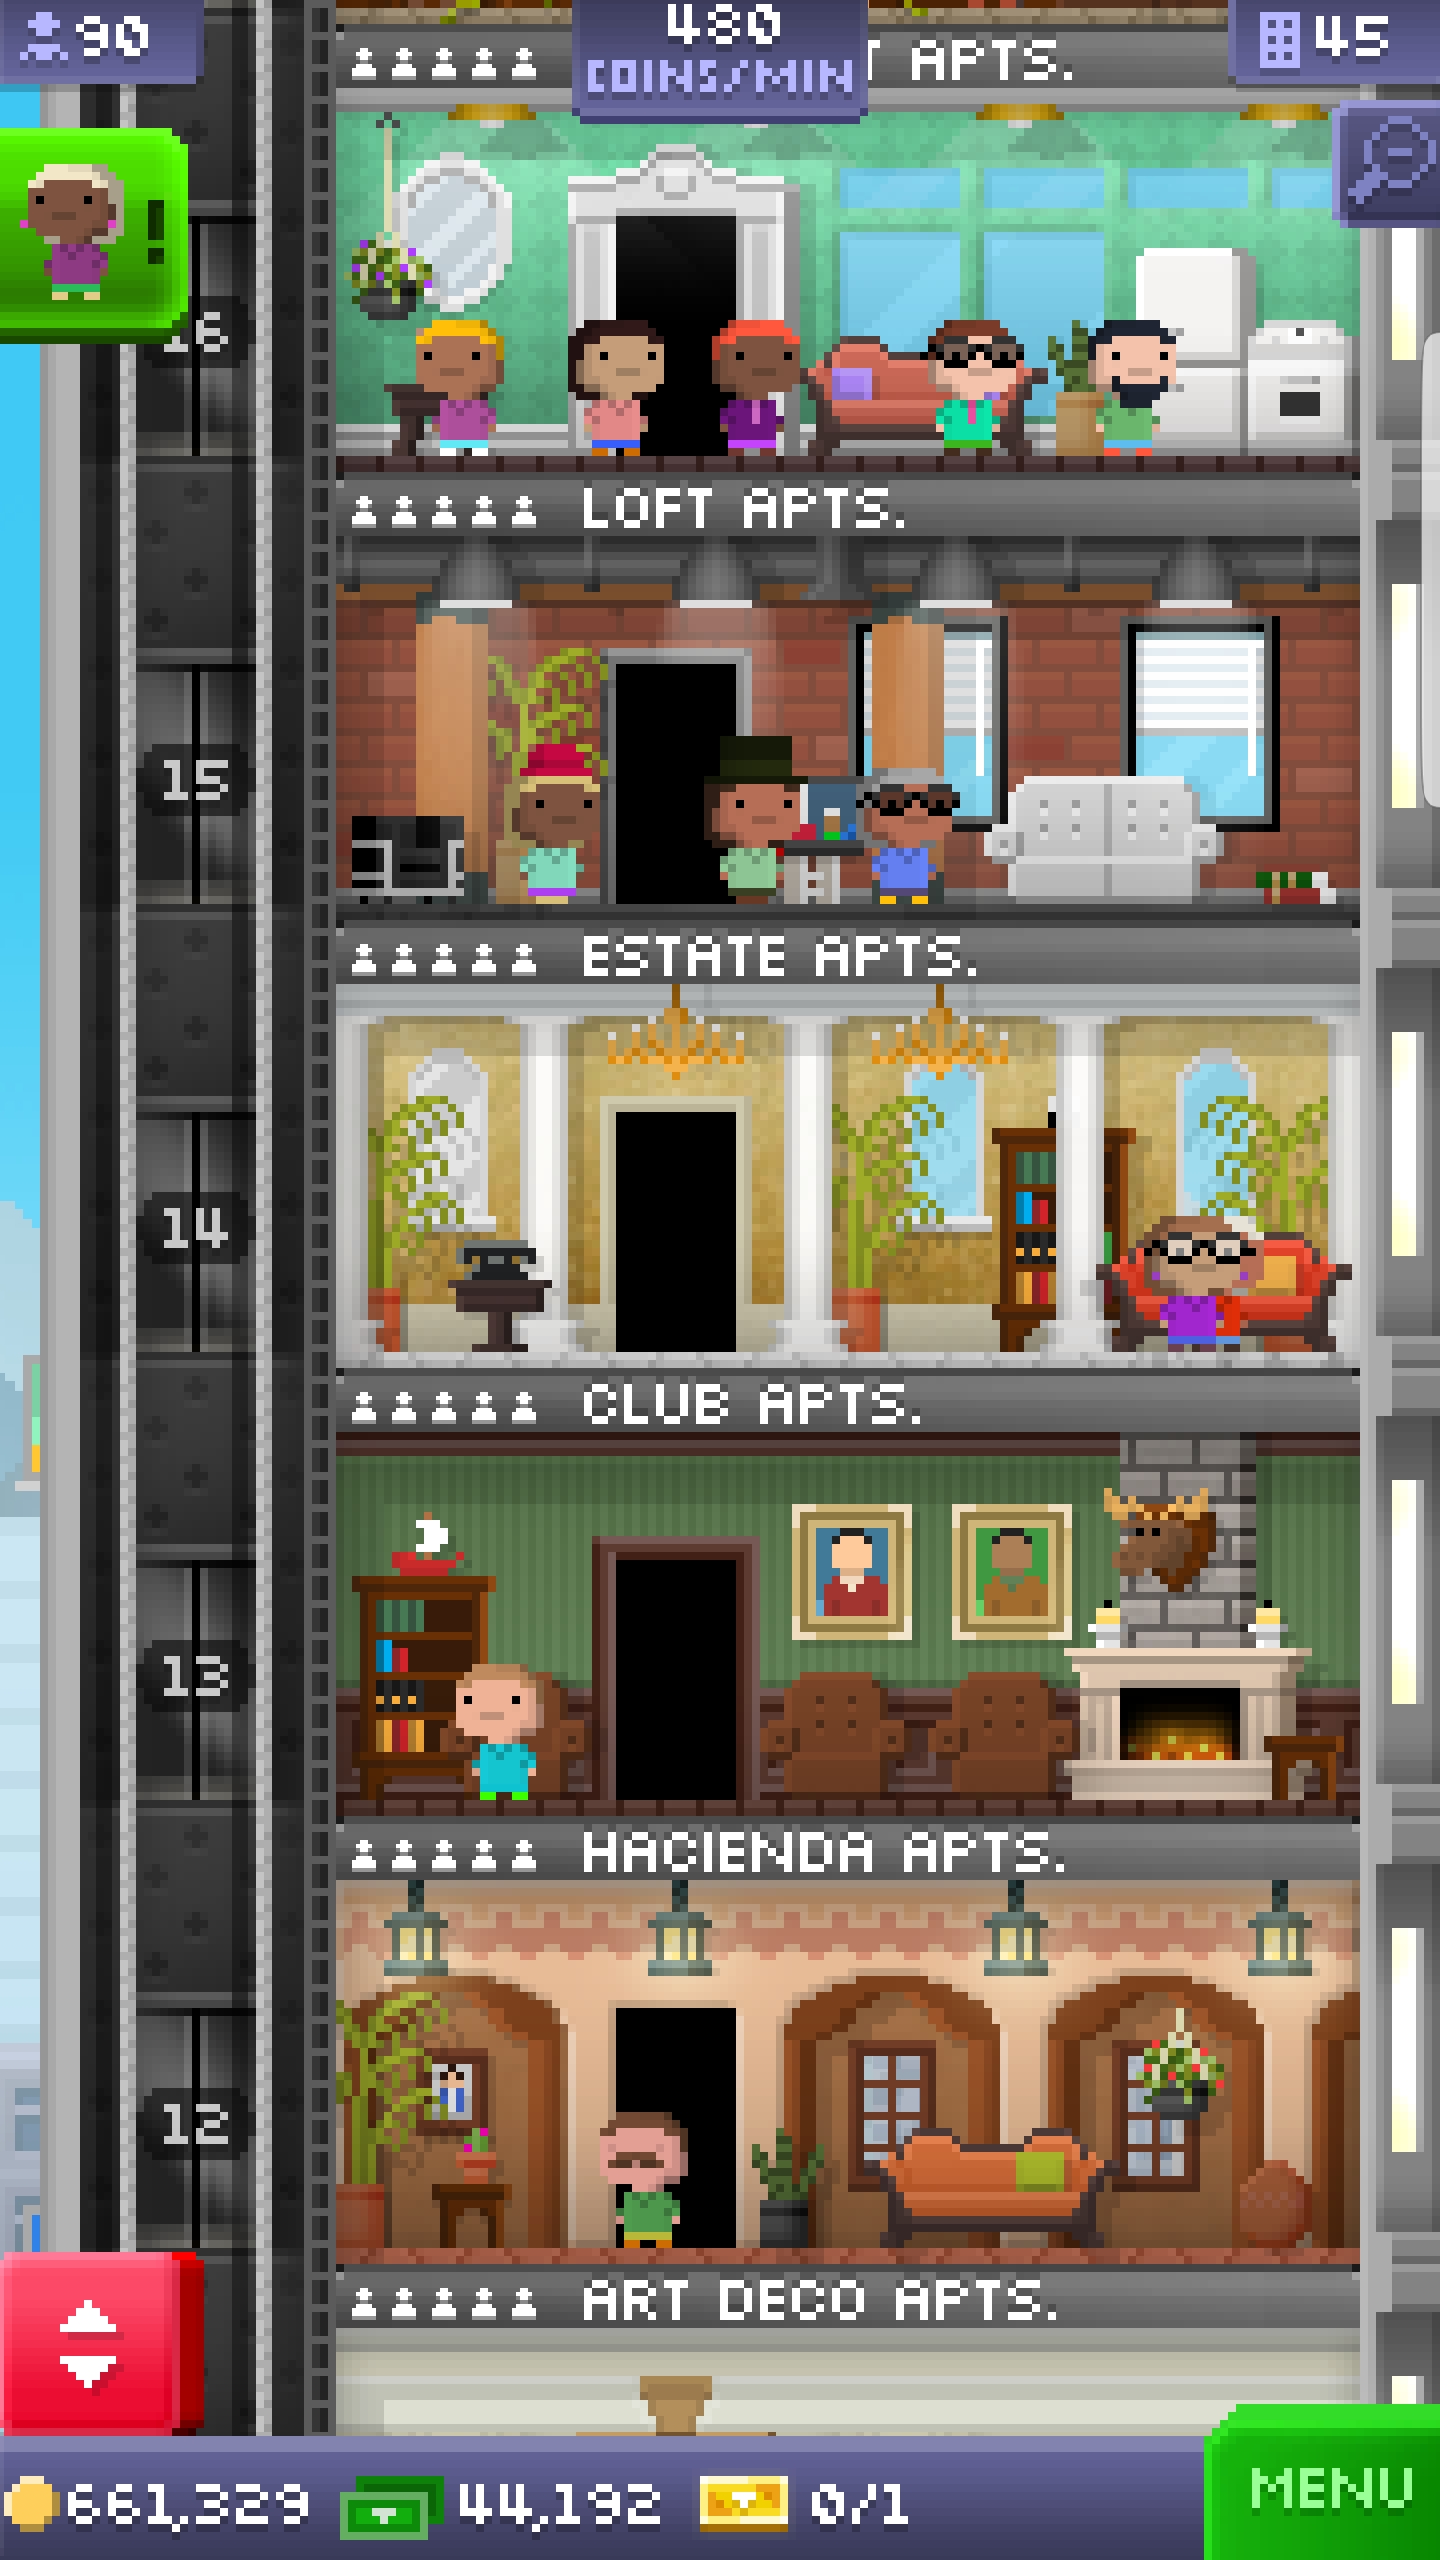 90
480
COINS/MIN
45
T APTS.
!
16
LOFT APTS.
15
ESTATE APTS.
14
CLUB APTS.
13
HACIENDA APTS.
12
ART DECO APTS.
661,329
44,192
0/1
MENU